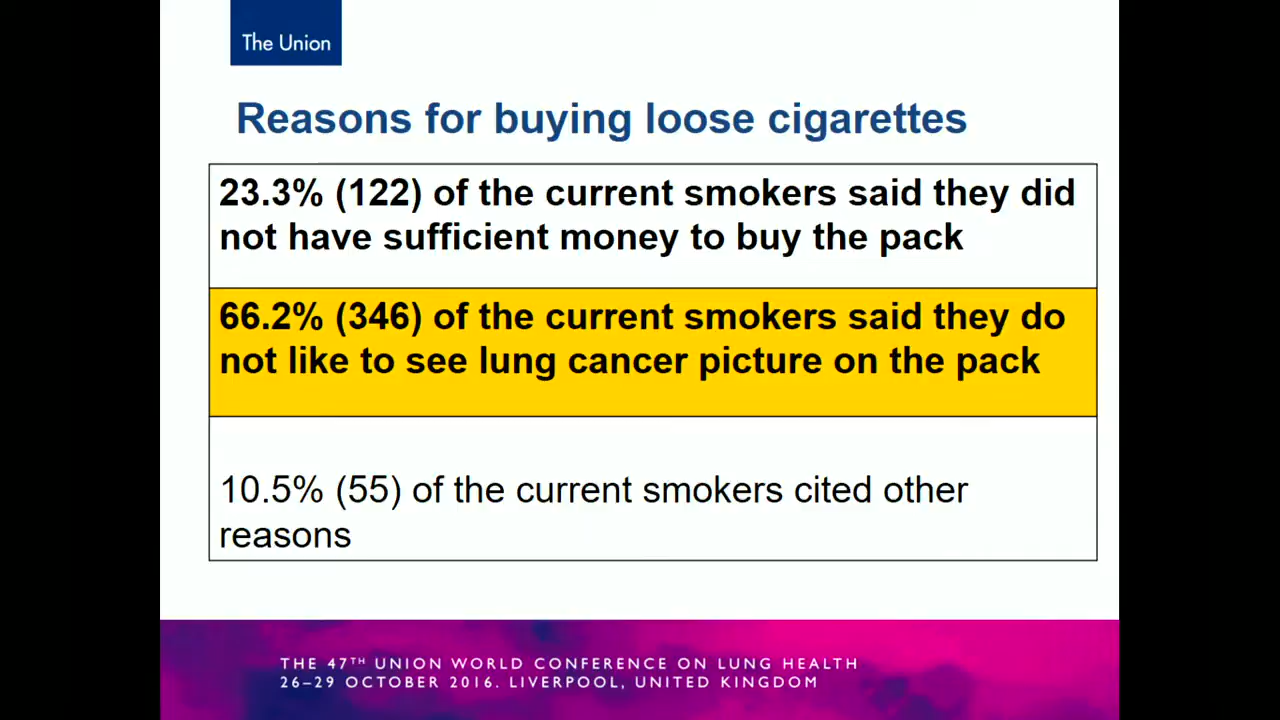 The Union
Reasons for buying loose cigarettes
23.3% (122) of the current smokers said they did
not have sufficient money to buy the pack
66.2% (346) of the current smokers said they do
not like to see lung cancer picture on the pack
10.5% (55) of the current smokers cited other
reasons
THE 47TH UNION WORLD CONFERENCE ON LUNG HEALTH
26–29 OCTOBER 2016. LIVERPOOL, UNITED KINGDOM